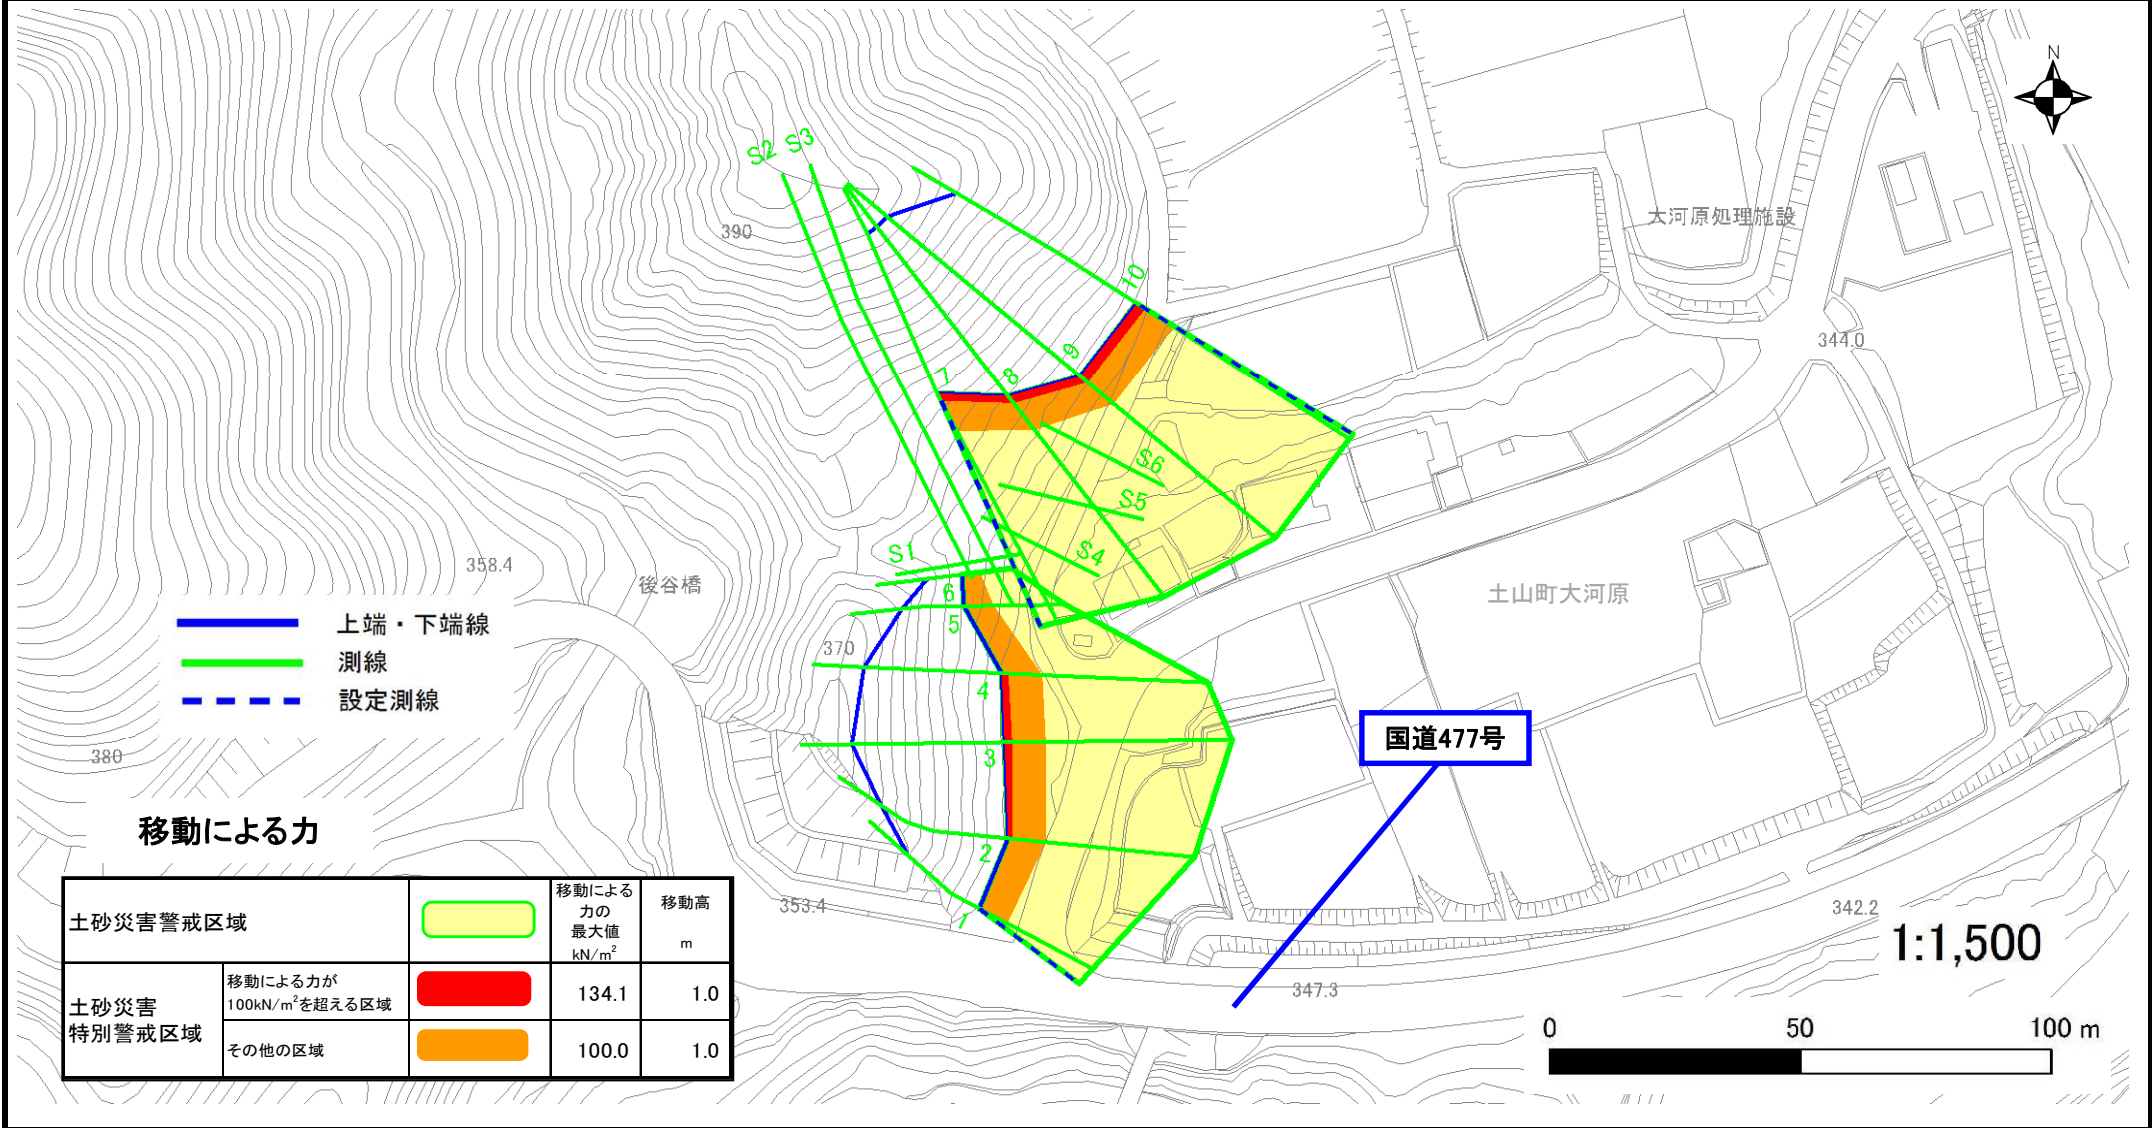 N
S2
S3
390
大河原処理施設
10
344.0
9
8
7
S6
S5
S4
S1
358.4
後谷橋
6
5
土山町大河原
上端・下端線
測線
設定測線
370
4
3
国道477号
380
2
1
353.4
342.2
347.3
移動による力
土砂災害警戒区域
移動による
力の
最大値
kN/m²
移動高
m
土砂災害
特別警戒区域
移動による力が
100kN/m²を超える区域
134.1
1.0
その他の区域
100.0
1.0
1:1,500
0
50
100 m